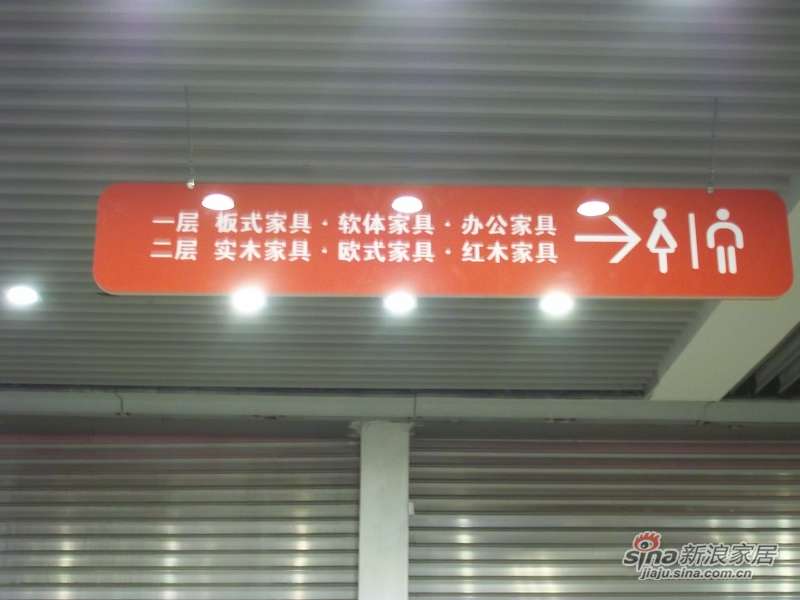 一层 板式家具·软体家具·办公家具
二层 实木家具·欧式家具·红木家具
sina新浪家居
jiaju.sina.com.cn